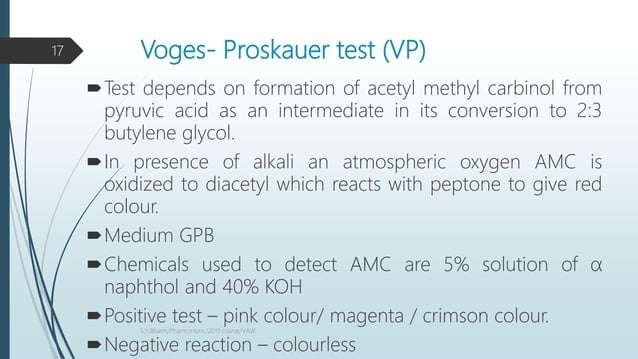 17
Voges- Proskauer test (VP)
Test depends on formation of acetyl methyl carbinol from
pyruvic acid as an intermediate in its conversion to 2:3
butylene glycol.
In presence of alkali an atmospheric oxygen AMC is
oxidized to diacetyl which reacts with peptone to give red
colour.
Medium GPB
Chemicals used to detect AMC are 5% solution of α
naphthol and 40% KOH
Positive test – pink colour/ magenta / crimson colour.
Negative reaction – colourless